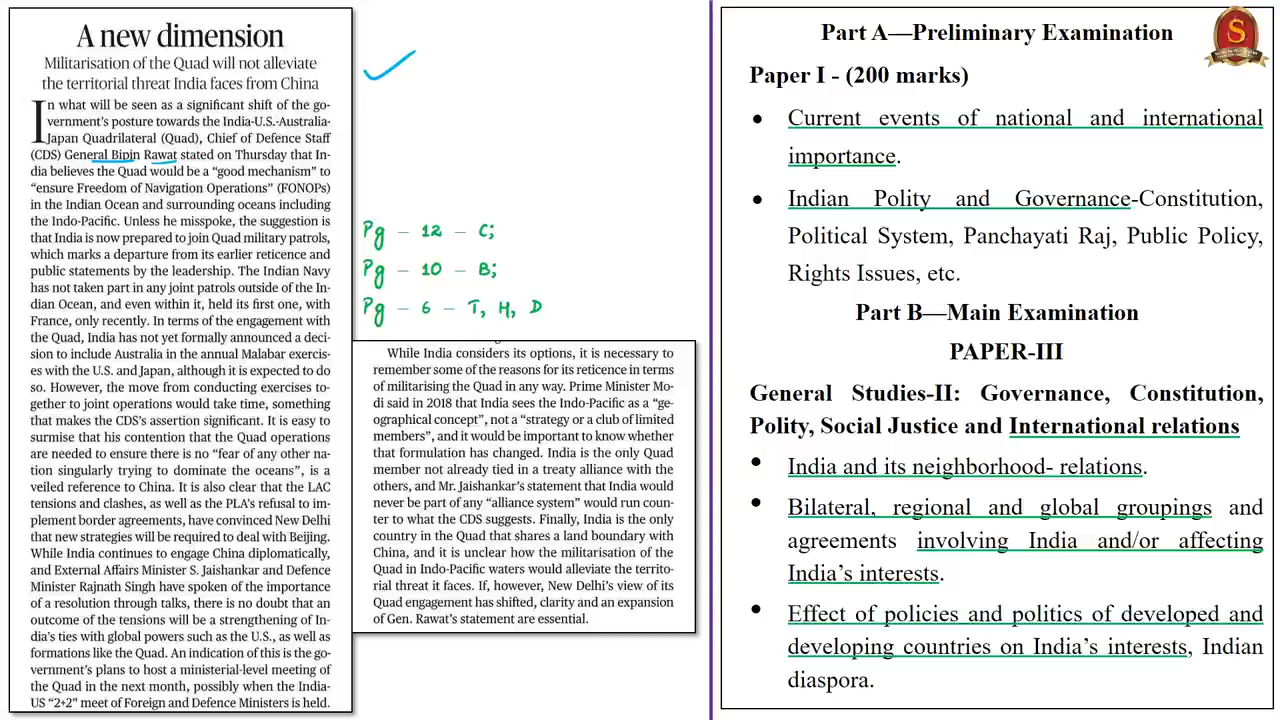 A new dimension
Militarisation of the Quad will not alleviate
the territorial threat India faces from China
In what will be seen as a significant shift of the go-
vernment's posture towards the India-U.S.-Australia-
Japan Quadrilateral (Quad), Chief of Defence Staff
(CDS) General Bipin Rawat stated on Thursday that In-
dia believes the Quad would be a “good mechanism” to
“ensure Freedom of Navigation Operations” (FONOPs)
in the Indian Ocean and surrounding oceans including
the Indo-Pacific. Unless he misspoke, the suggestion is
that India is now prepared to join Quad military patrols,
which marks a departure from its earlier reticence and
public statements by the leadership. The Indian Navy
has not taken part in any joint patrols outside of the In-
dian Ocean, and even within it, held its first one, with
France, only recently. In terms of the engagement with
the Quad, India has not yet formally announced a deci-
sion to include Australia in the annual Malabar exercis-
es with the U.S. and Japan, although it is expected to do
so. However, the move from conducting exercises to-
gether to joint operations would take time, something
that makes the CDS's assertion significant. It is easy to
surmise that his contention that the Quad operations
are needed to ensure there is no “fear of any other na-
tion singularly trying to dominate the oceans”, is a
veiled reference to China. It is also clear that the LAC
tensions and clashes, as well as the PLA's refusal to im-
plement border agreements, have convinced New Delhi
that new strategies will be required to deal with Beijing.
While India continues to engage China diplomatically,
and External Affairs Minister S. Jaishankar and Defence
Minister Rajnath Singh have spoken of the importance
of a resolution through talks, there is no doubt that an
outcome of the tensions will be a strengthening of In-
dia's ties with global powers such as the U.S., as well as
formations like the Quad. An indication of this is the go-
vernment's plans to host a ministerial-level meeting of
the Quad in the next month, possibly when the India-
US “2+2” meet of Foreign and Defence Ministers is held.
Pg - 12 - C;
Pg - 10 - B;
Pg - 6 - T, H, D
While India considers its options, it is necessary to
remember some of the reasons for its reticence in terms
of militarising the Quad in any way. Prime Minister Mo-
di said in 2018 that India sees the Indo-Pacific as a “ge-
ographical concept”, not a “strategy or a club of limited
members”, and it would be important to know whether
that formulation has changed. India is the only Quad
member not already tied in a treaty alliance with the
others, and Mr. Jaishankar's statement that India would
never be part of any “alliance system” would run coun-
ter to what the CDS suggests. Finally, India is the only
country in the Quad that shares a land boundary with
China, and it is unclear how the militarisation of the
Quad in Indo-Pacific waters would alleviate the territo-
rial threat it faces. If, however, New Delhi's view of its
Quad engagement has shifted, clarity and an expansion
of Gen. Rawat's statement are essential.
Part A—Preliminary Examination
Paper I - (200 marks)
• Current events of national and international
importance.
• Indian Polity and Governance-Constitution,
Political System, Panchayati Raj, Public Policy,
Rights Issues, etc.
Part B—Main Examination
PAPER-III
General Studies-II: Governance, Constitution,
Polity, Social Justice and International relations
• India and its neighborhood- relations.
• Bilateral, regional and global groupings and
agreements involving India and/or affecting
India's interests.
• Effect of policies and politics of developed and
developing countries on India's interests, Indian
diaspora.
S